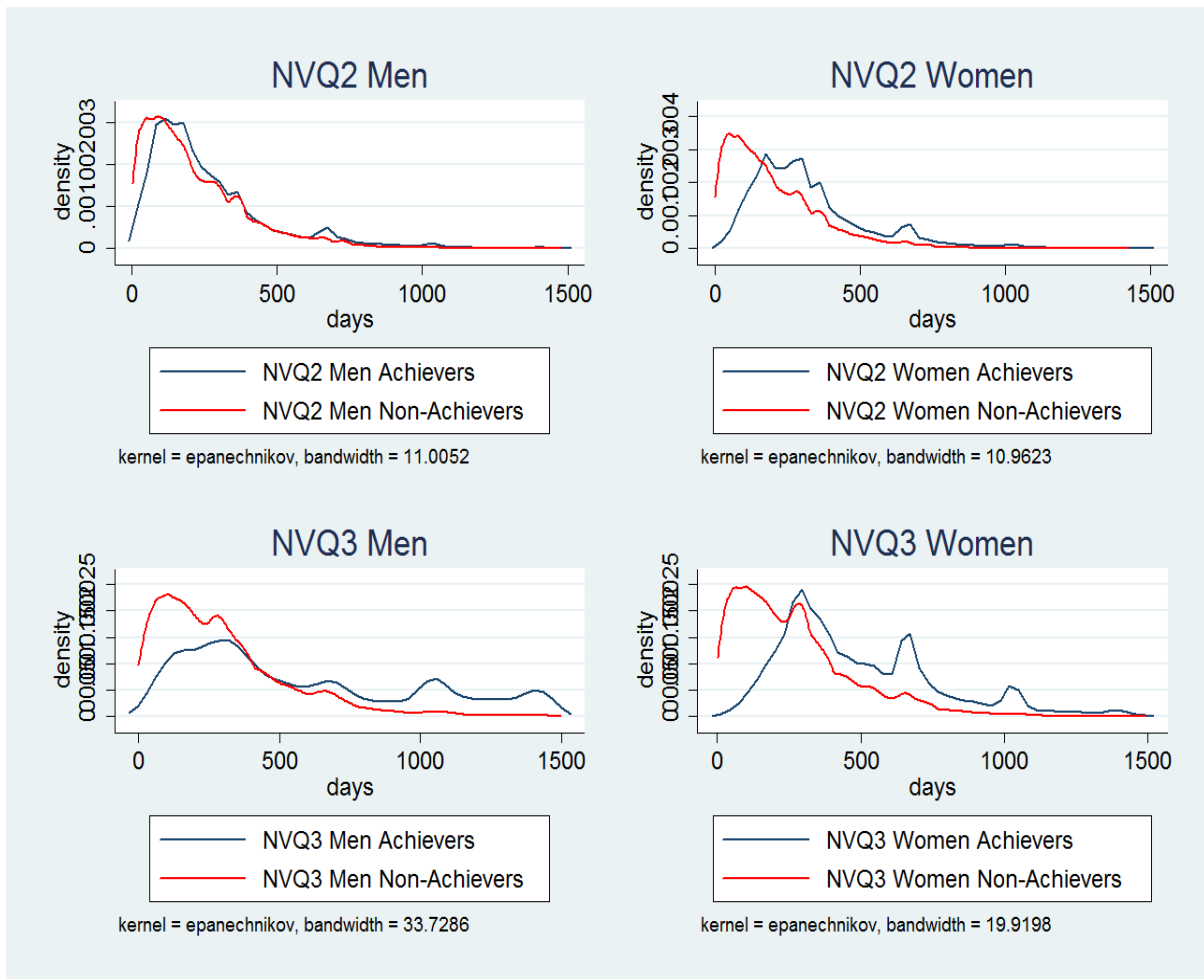 NVQ2 Men
density
0
0 500 1000 1500
days
NVQ2 Men Achievers
NVQ2 Men Non-Achievers
kernel = epanechnikov, bandwidth = 11.0052
NVQ2 Women
density
0
0 500 1000 1500
days
NVQ2 Women Achievers
NVQ2 Women Non-Achievers
kernel = epanechnikov, bandwidth = 10.9623
NVQ3 Men
density
0 500 1000 1500
days
NVQ3 Men Achievers
NVQ3 Men Non-Achievers
kernel = epanechnikov, bandwidth = 33.7286
NVQ3 Women
density
0 500 1000 1500
days
NVQ3 Women Achievers
NVQ3 Women Non-Achievers
kernel = epanechnikov, bandwidth = 19.9198